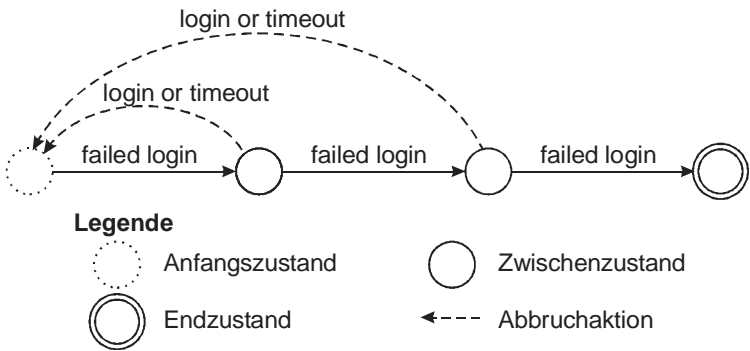 login or timeout
login or timeout
failed login
failed login
failed login
Legende
Anfangszustand
Zwischenzustand
Endzustand
Abbruchaktion